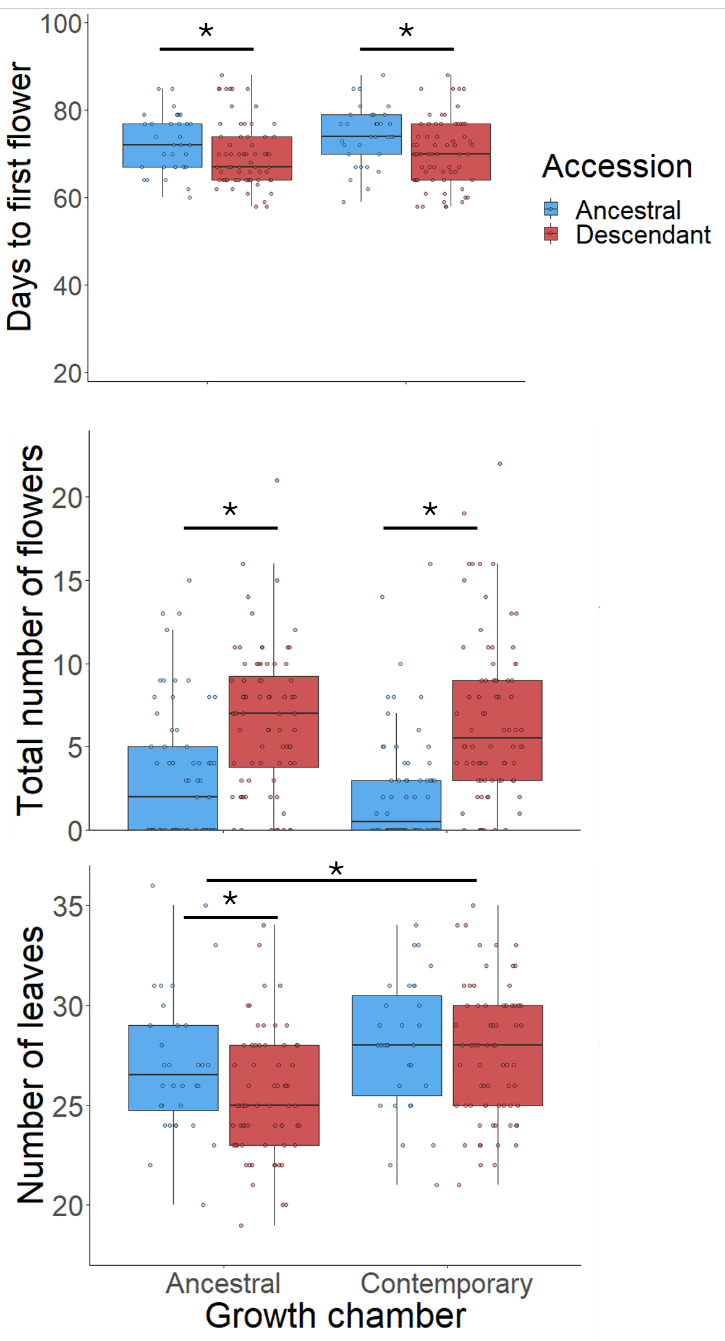 Days to first flower
100
80
60
40
20
*
*
Accession
Ancestral
Descendant
Total number of flowers
20
15
10
5
0
*
*
Number of leaves
35
30
25
20
*
*
Ancestral
Contemporary
Growth chamber